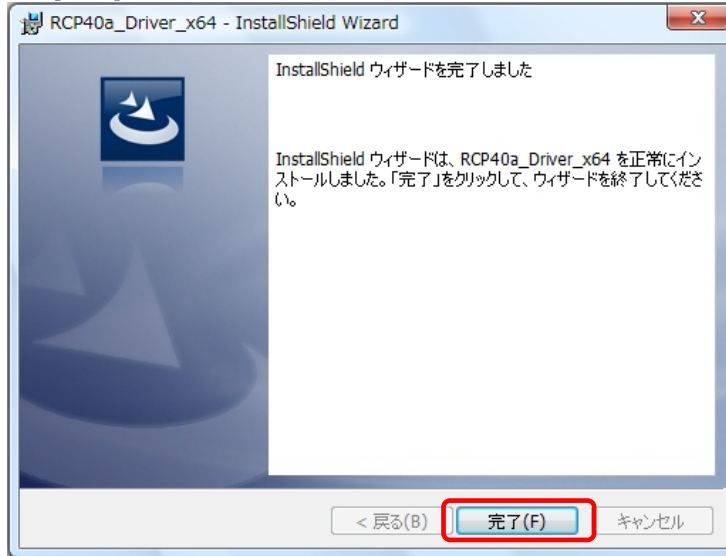 RCP40a_Driver_x64 - InstallShield Wizard
InstallShield ウィザードを完了しました
InstallShield ウィザードは、RCP40a_Driver_x64 を正常にイン
ストールしました。「完了」をクリックして、ウィザードを終了してくださ
い。
< 戻る(B)
完了(F)
キャンセル